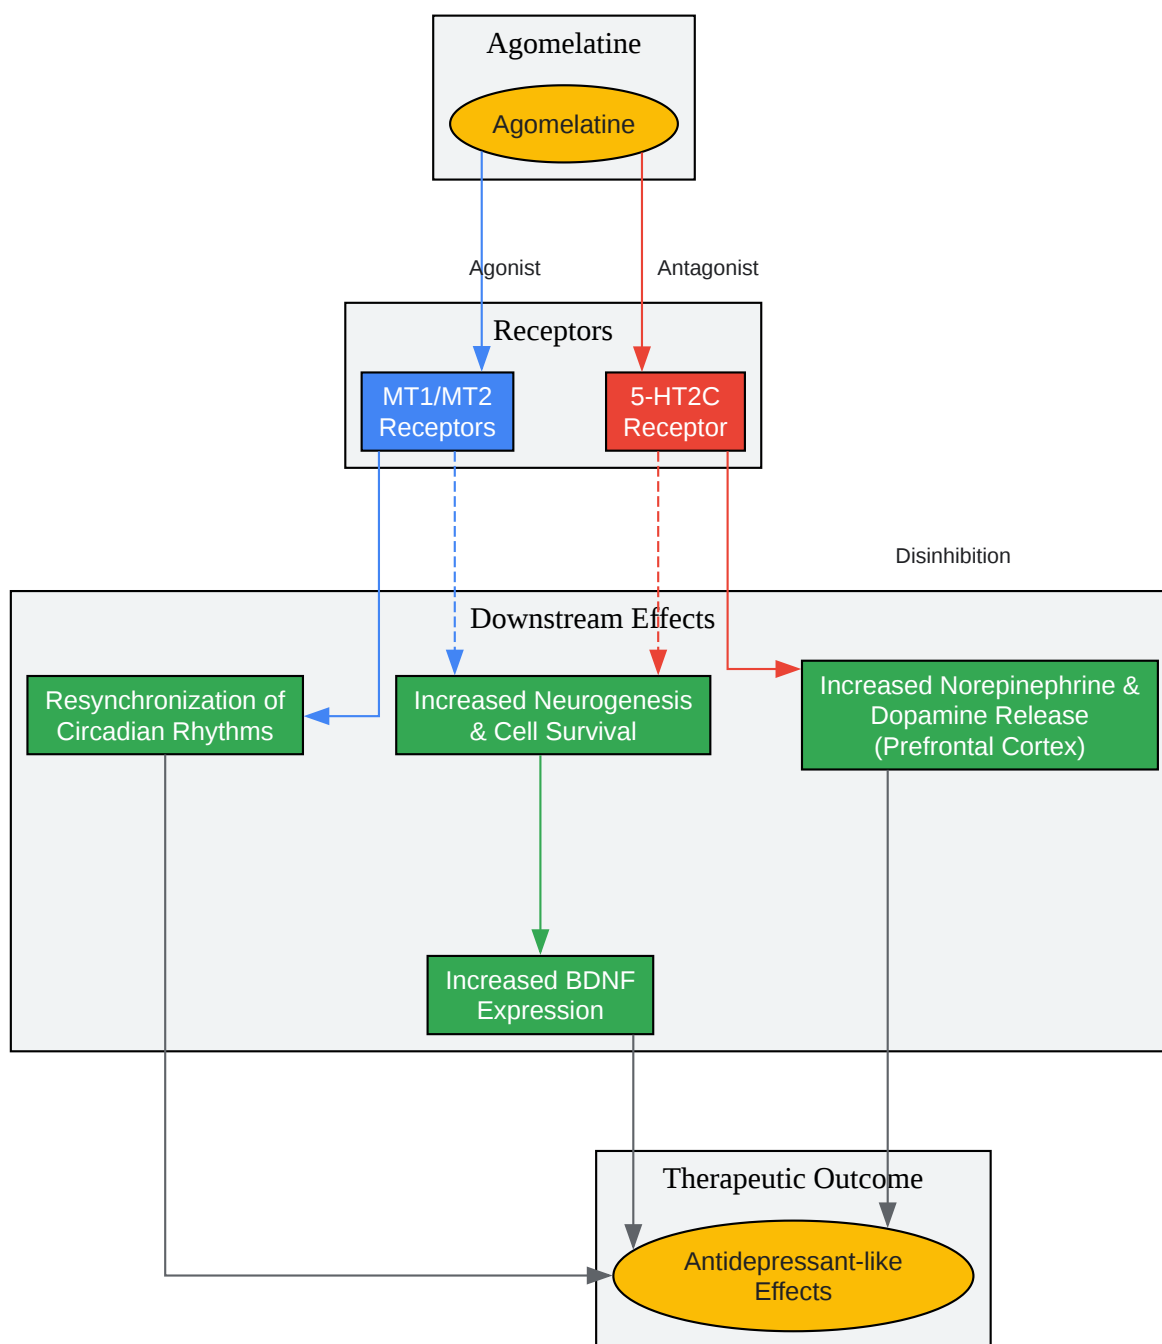 Agomelatine
Agomelatine
Agonist
Antagonist
Receptors
MT1/MT2
Receptors
5-HT2C
Receptor
Disinhibition
Downstream Effects
Resynchronization of
Circadian Rhythms
Increased Neurogenesis
& Cell Survival
Increased Norepinephrine &
Dopamine Release
(Prefrontal Cortex)
Increased BDNF
Expression
Therapeutic Outcome
Antidepressant-like
Effects